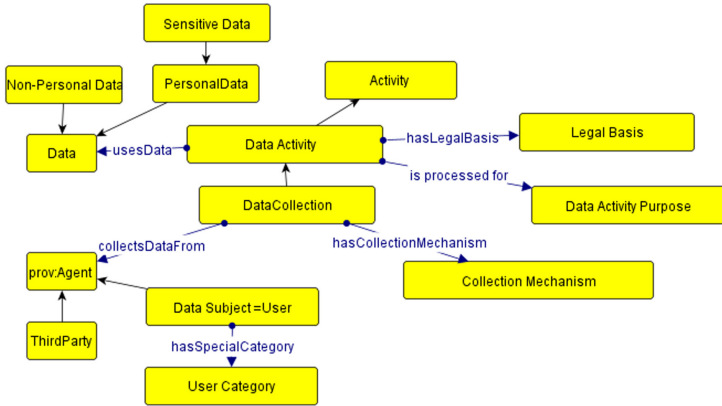 Sensitive Data
Activity
Non-Personal Data
PersonalData
Data
usesData
Data Activity
hasLegalBasis
Legal Basis
is processed for
DataCollection
Data Activity Purpose
collectsDataFrom
hasCollectionMechanism
prov:Agent
Collection Mechanism
Data Subject =User
ThirdParty
hasSpecialCategory
User Category